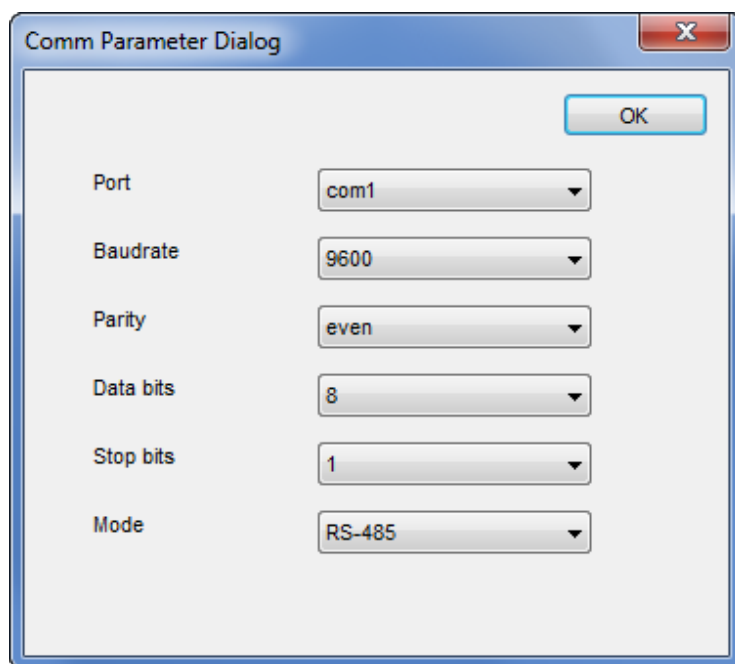 Comm Parameter Dialog
OK
Port com1
Baudrate 9600
Parity even
Data bits 8
Stop bits 1
Mode RS-485